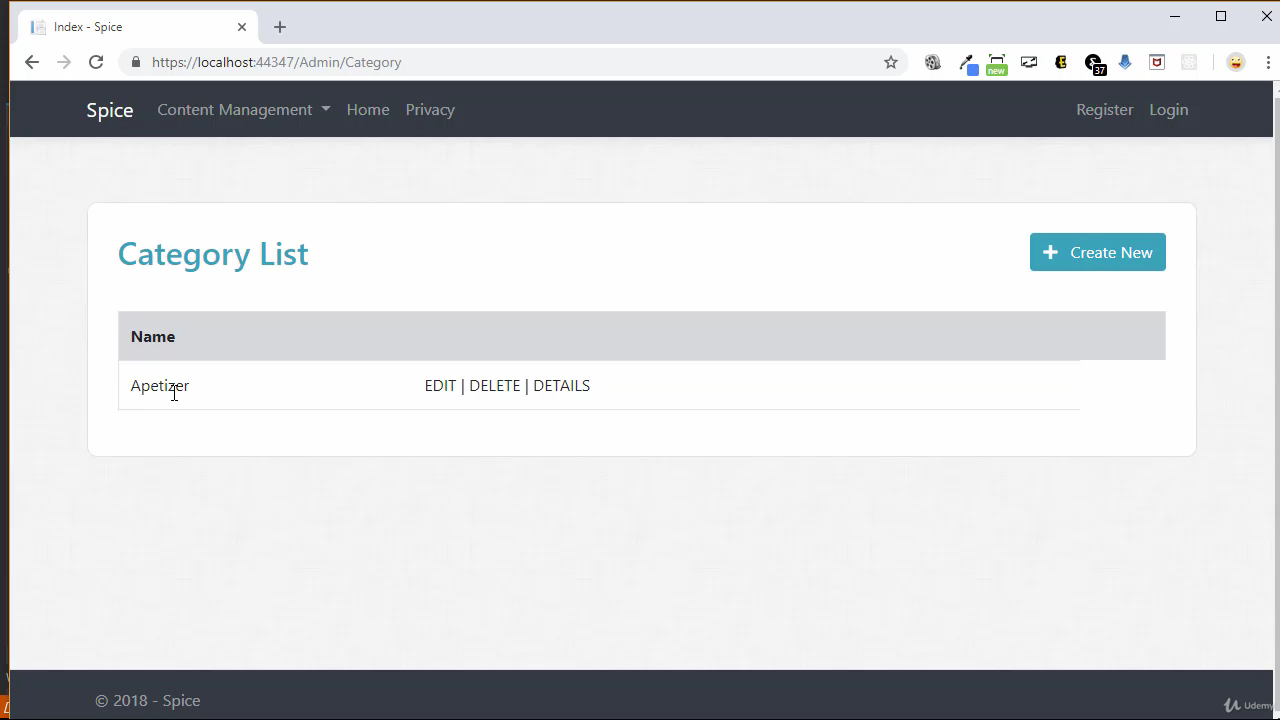 Index - Spice
https://localhost:44347/Admin/Category
new
37
Spice Content Management Home Privacy Register Login
Category List
Create New
Name
Apetizer EDIT | DELETE | DETAILS
© 2018 - Spice
Udemy